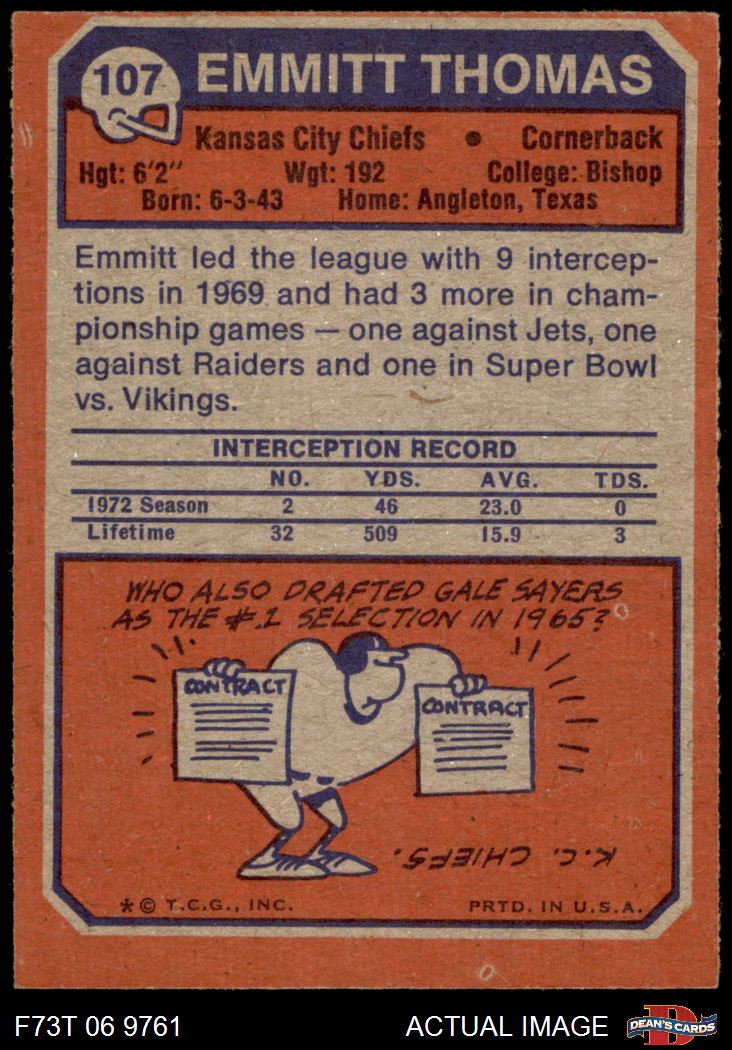 107
EMMITT THOMAS
Kansas City Chiefs • Cornerback
Hgt: 6'2" Wgt: 192 College: Bishop
Born: 6-3-43 Home: Angleton, Texas
Emmitt led the league with 9 intercep-
tions in 1969 and had 3 more in cham-
pionship games — one against Jets, one
against Raiders and one in Super Bowl
vs. Vikings.
INTERCEPTION RECORD
NO. YDS. AVG. TDS.
1972 Season 2 46 23.0 0
Lifetime 32 509 15.9 3
WHO ALSO DRAFTED GALE SAYERS
AS THE #1 SELECTION IN 1965?
CONTRACT
CONTRACT
K.C. CHIEFS.
* © T.C.G., INC. PRTD. IN U.S.A.
F73T 06 9761 ACTUAL IMAGE
D
DEAN'S CARDS